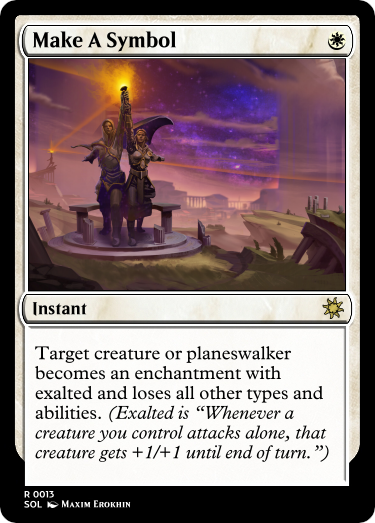 Make A Symbol
Instant
Target creature or planeswalker
becomes an enchantment with
exalted and loses all other types and
abilities. (Exalted is “Whenever a
creature you control attacks alone, that
creature gets +1/+1 until end of turn.”)
R 0013
SOL Maxim Erokhin